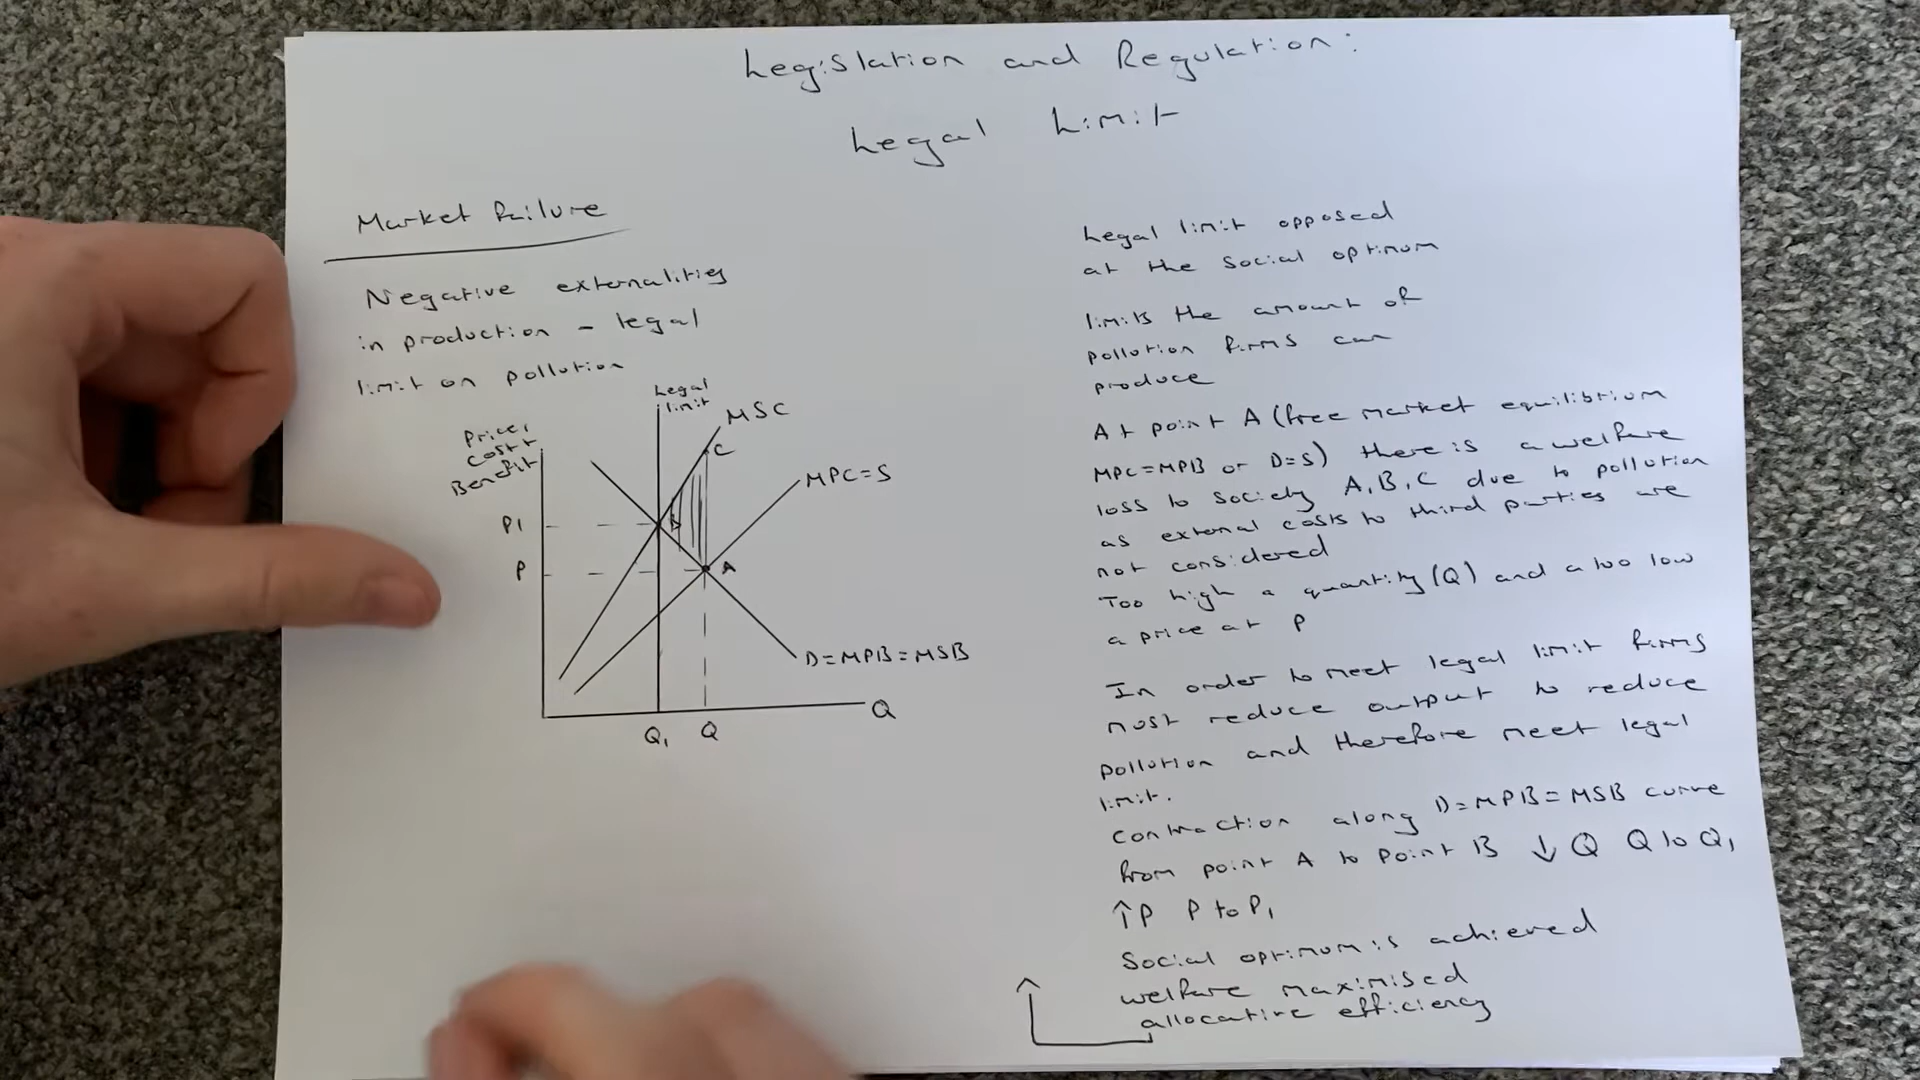 Legislation and Regulation:
Legal Limit
Market Failure
Negative externalities
in production - legal
limit on pollution
Legal
limit
MSC
Price,
Cost +
Benefit
C
MPC=S
P1
B
P
A
D=MPB=MSB
Q
Q1 Q
Legal limit opposed
at the social optimum
limits the amount of
pollution firms can
produce
At point A (free market equilibrium
MPC=MPB or D=S) there is a welfare
loss to society A,B,C due to pollution
as external costs to third parties are
not considered
Too high a quantity (Q) and a too low
a price at P
In order to meet legal limit firms
must reduce output to reduce
pollution and therefore meet legal
limit.
Contraction along D=MPB=MSB curve
from point A to point B ↓Q Q to Q1
↑P P to P1
Social optimum is achieved
welfare maximised
allocative efficiency